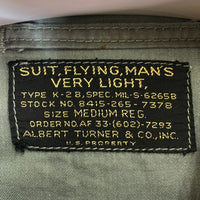 SUIT, FLYING, MAN'S
VERY LIGHT,
TYPE K-2B, SPEC. MIL-S-6265B
STOCK NO. 8415-265-7378
SIZE MEDIUM REG.
ORDER NO. AF 33-(602)-7293
ALBERT TURNER & CO., INC.
U.S. PROPERTY